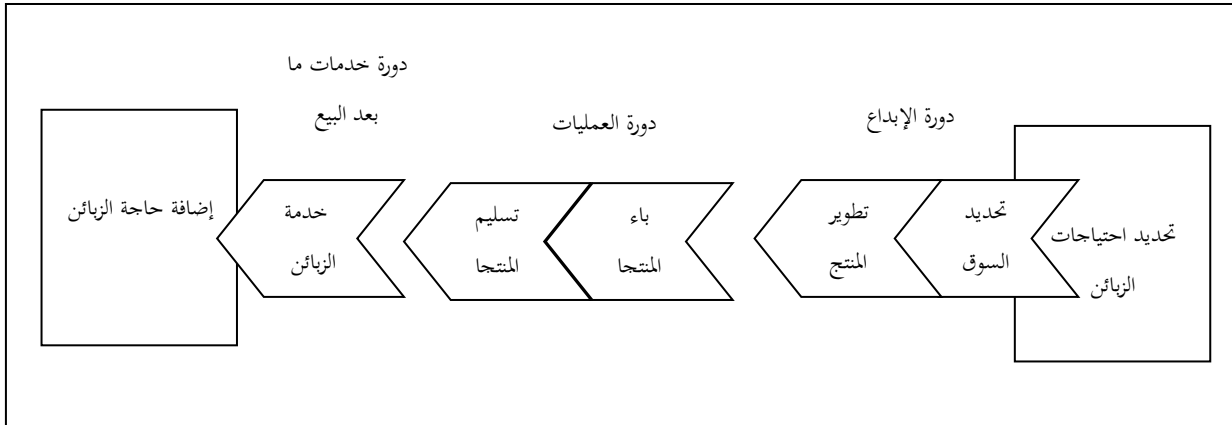 دورة خدمات ما
بعد البيع
دورة العمليات
دورة الإبداع
تحديد احتياجات
الزبائن
تحديد
السوق
تطوير
المنتج
باء
المنتجا
تسليم
المنتجا
خدمة
الزبائن
إضافة حاجة الزبائن